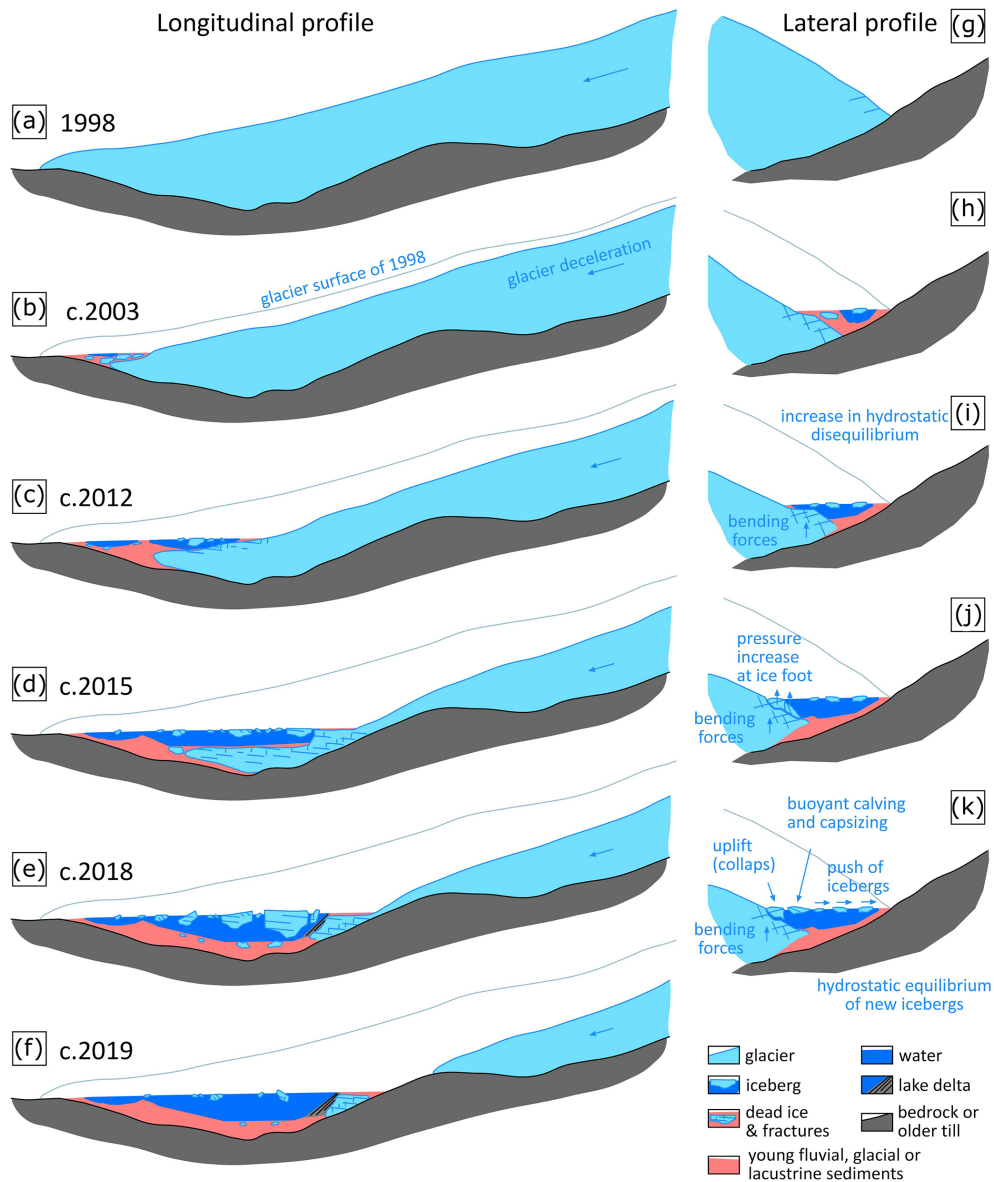 Longitudinal profile
Lateral profile
(a) 1998
(b) c.2003
glacier surface of 1998
glacier deceleration
(c) c.2012
(d) c.2015
(e) c.2018
(f) c.2019
(g)
(h)
(i)
increase in hydrostatic
disequilibrium
bending
forces
(j)
pressure
increase
at ice foot
bending
forces
(k)
buoyant calving
and capsizing
uplift
(collaps)
push of
icebergs
bending
forces
hydrostatic equilibrium
of new icebergs
glacier
water
iceberg
lake delta
dead ice
& fractures
bedrock or
older till
young fluvial, glacial or
lacustrine sediments